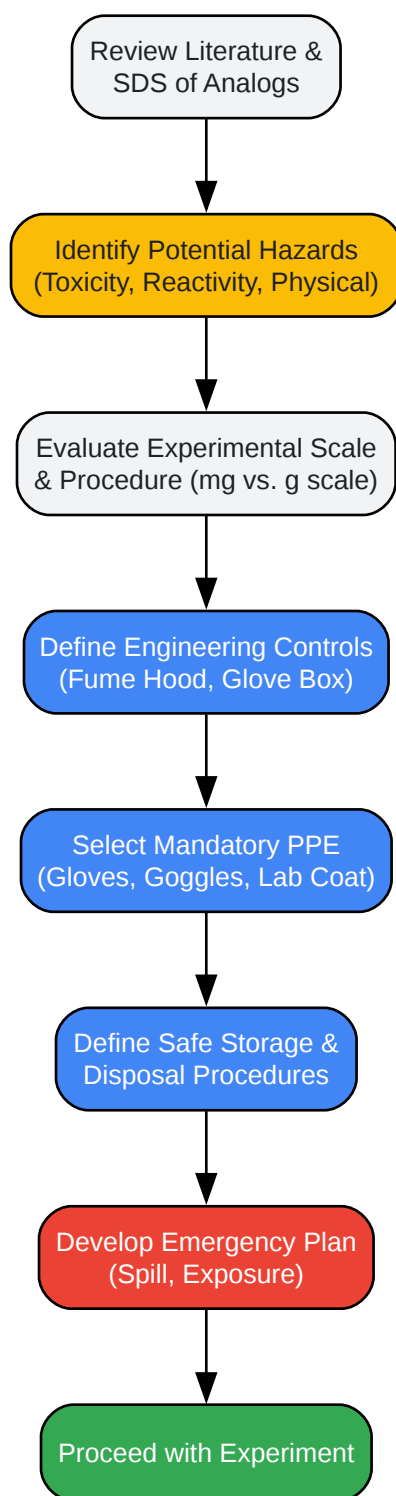 Review Literature &
SDS of Analogs
Identify Potential Hazards
(Toxicity, Reactivity, Physical)
Evaluate Experimental Scale
& Procedure (mg vs. g scale)
Define Engineering Controls
(Fume Hood, Glove Box)
Select Mandatory PPE
(Gloves, Goggles, Lab Coat)
Define Safe Storage &
Disposal Procedures
Develop Emergency Plan
(Spill, Exposure)
Proceed with Experiment